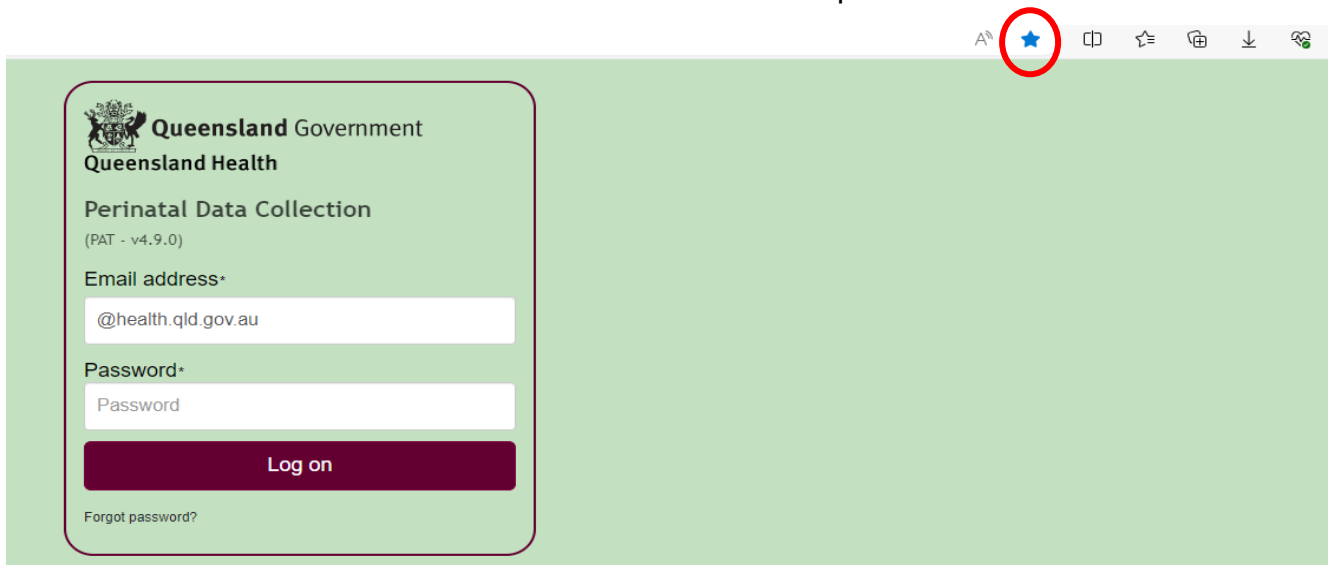 Queensland Government
Queensland Health
Perinatal Data Collection
(PAT - v4.9.0)
Email address*
@health.qld.gov.au
Password*
Password
Log on
Forgot password?